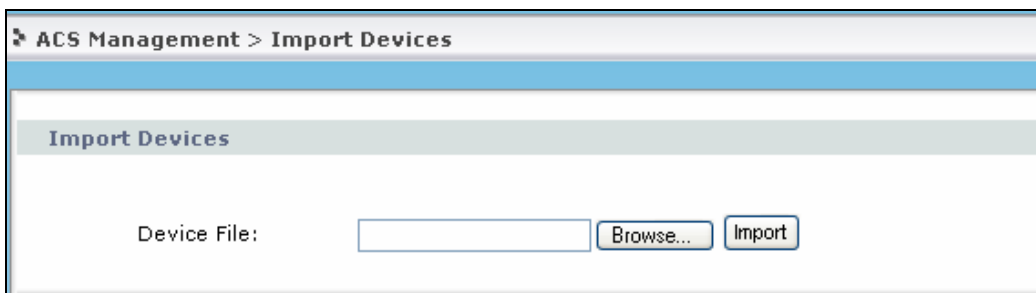 ACS Management > Import Devices
Import Devices
Device File: Browse... Import